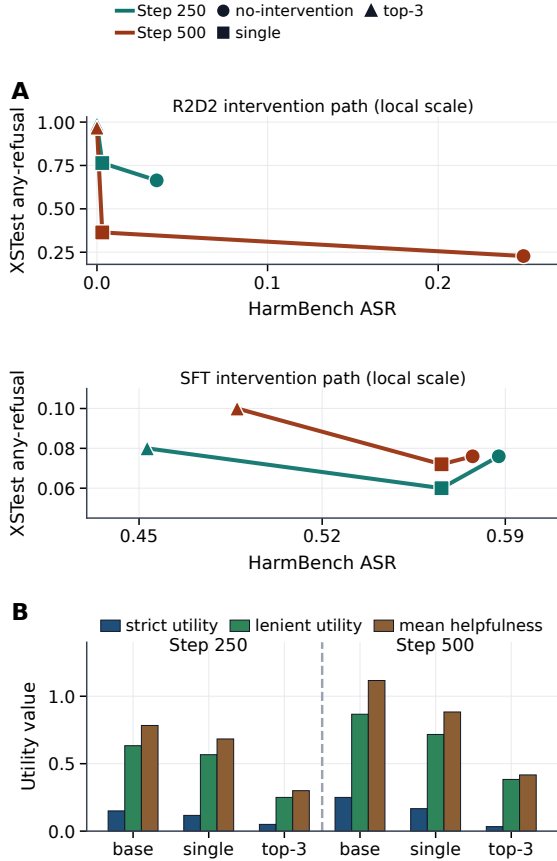 Step 250 no-intervention top-3
Step 500 single
A
R2D2 intervention path (local scale)
XSTest any-refusal
1.00
0.75
0.50
0.25
0.0 0.1 0.2
HarmBench ASR
SFT intervention path (local scale)
XSTest any-refusal
0.10
0.08
0.06
0.45 0.52 0.59
HarmBench ASR
B
strict utility lenient utility mean helpfulness
Step 250 Step 500
Utility value
1.0
0.5
0.0
base single top-3 base single top-3